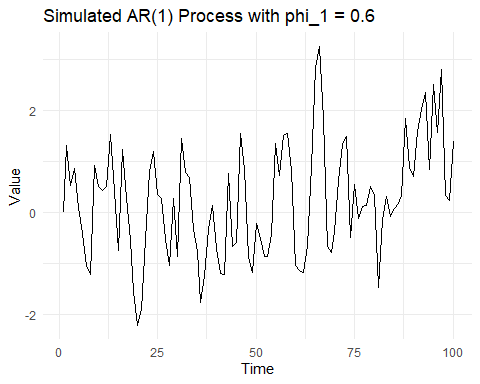 Simulated AR(1) Process with phi_1 = 0.6
Value
2
0
-2
0
25
50
75
100
Time